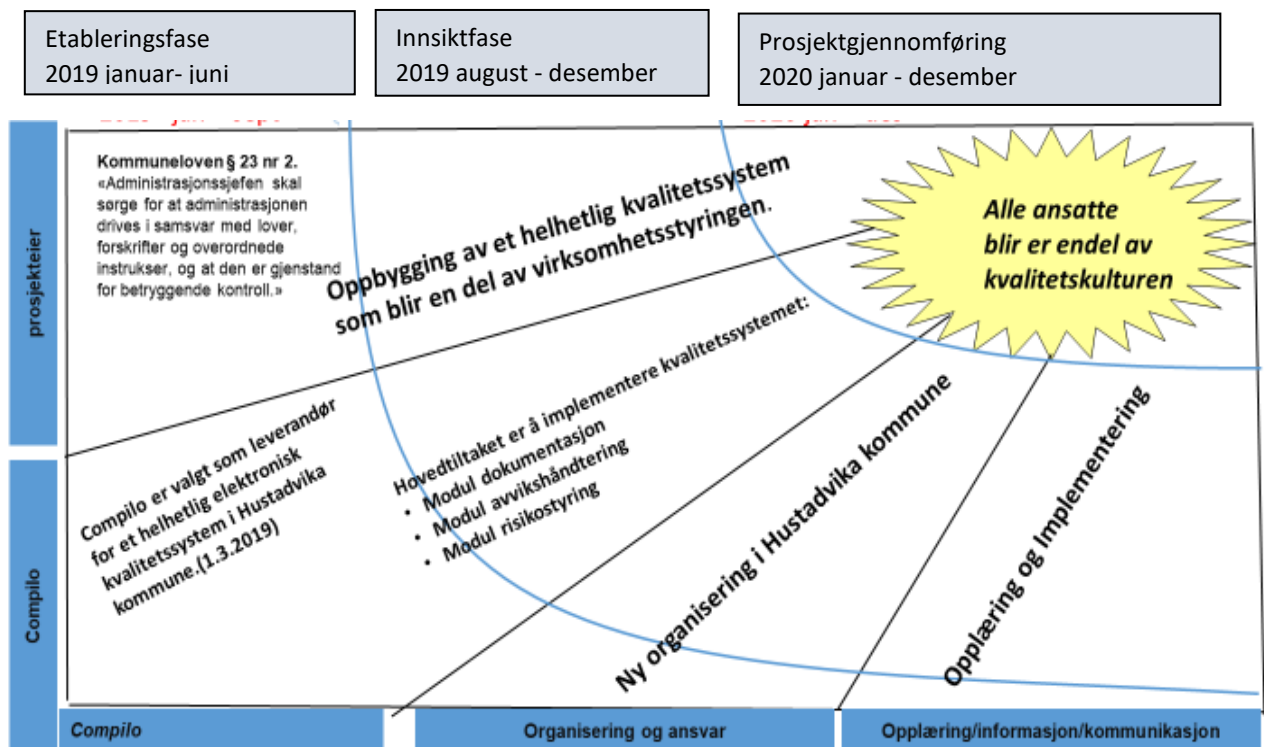 Etableringsfase
2019 januar- juni
Innsiktfase
2019 august - desember
Prosjektgjennomføring
2020 januar - desember
prosjekteier
Kommuneloven § 23 nr 2.
«Administrasjonssjefen skal
sørge for at administrasjonen
drives i samsvar med lover,
forskrifter og overordnede
instrukser, og at den er gjenstand
for betryggende kontroll.»
Oppbygging av et helhetlig kvalitetssystem
som blir en del av virksomhetsstyringen.
Alle ansatte
blir er endel av
kvalitetskulturen
Compilo
Compilo er valgt som leverandør
for et helhetlig elektronisk
kvalitetssystem i Hustadvika
kommune.(1.3.2019)
Hovedtiltaket er å implementere kvalitetssystemet:
• Modul dokumentasjon
• Modul avvikshåndtering
• Modul risikostyring
Ny organisering i Hustadvika kommune
Opplæring og Implementering
Compilo
Organisering og ansvar
Opplæring/informasjon/kommunikasjon